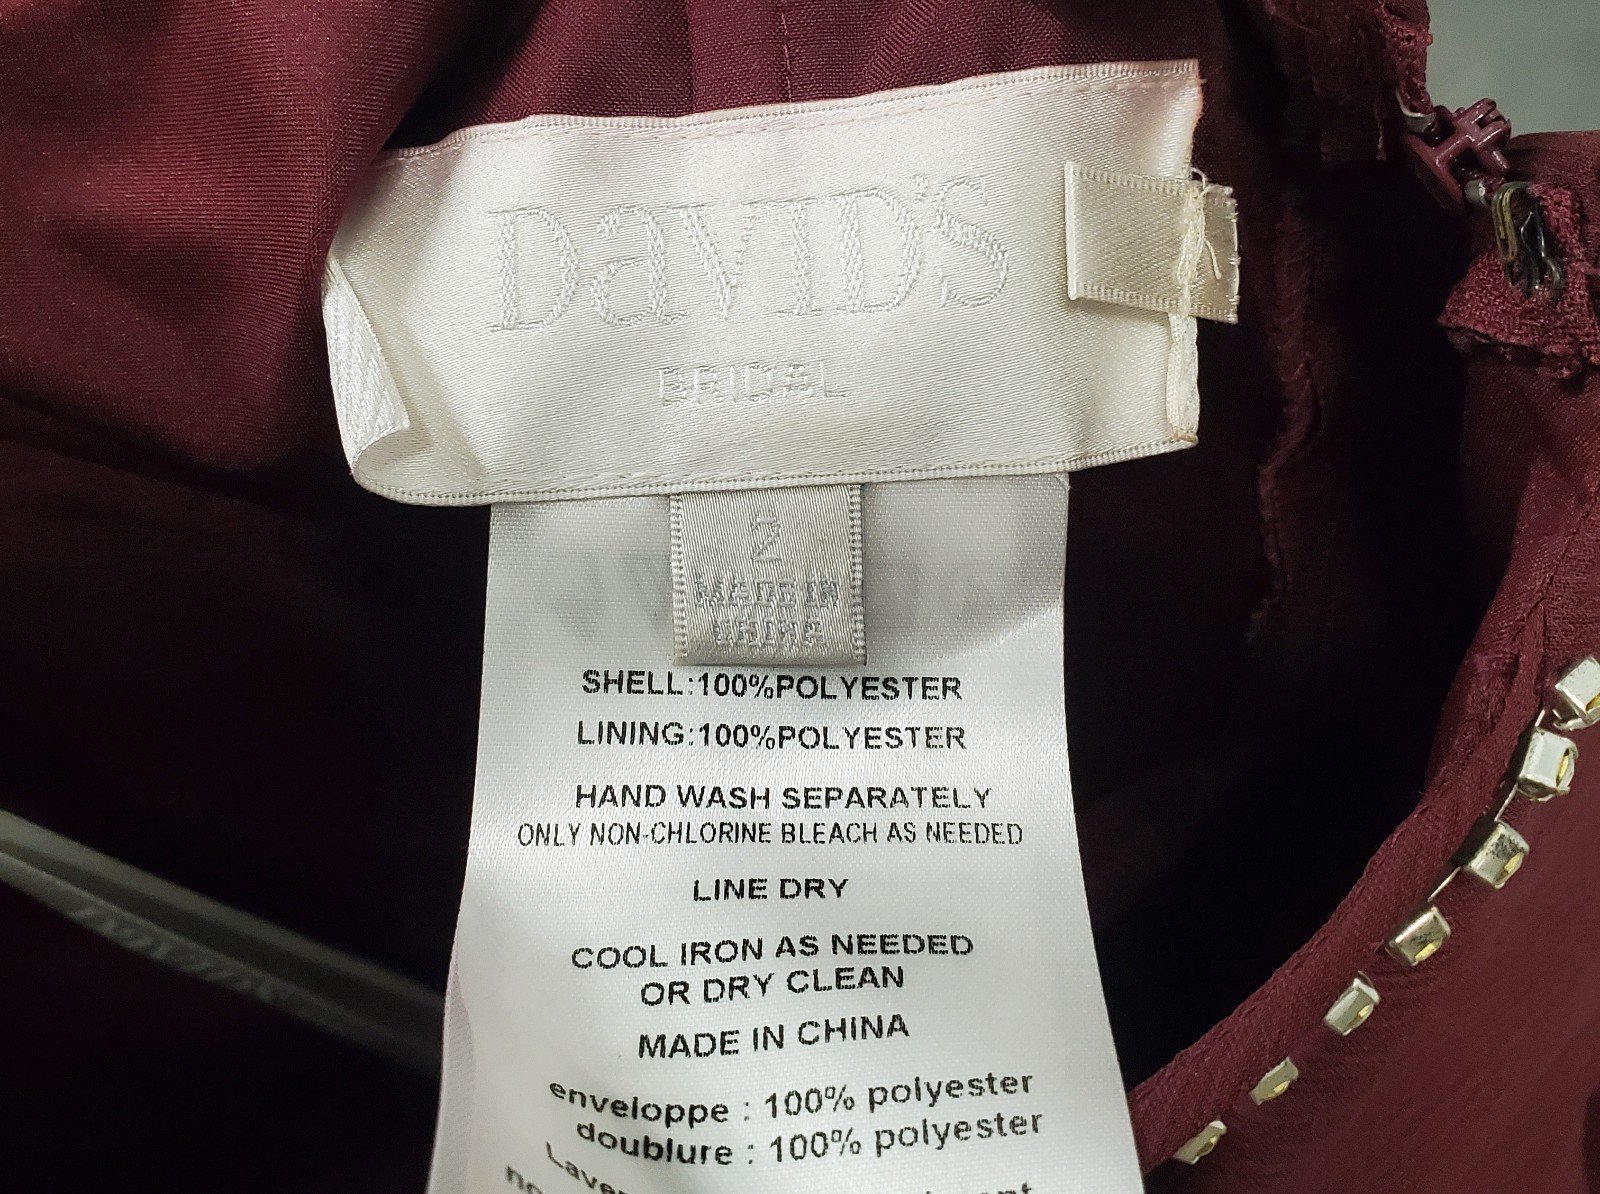 DAVID'S
BRIDAL
2
MADE IN
CHINA
SHELL:100%POLYESTER
LINING:100%POLYESTER
HAND WASH SEPARATELY
ONLY NON-CHLORINE BLEACH AS NEEDED
LINE DRY
COOL IRON AS NEEDED
OR DRY CLEAN
MADE IN CHINA
enveloppe : 100% polyester
doublure : 100% polyester